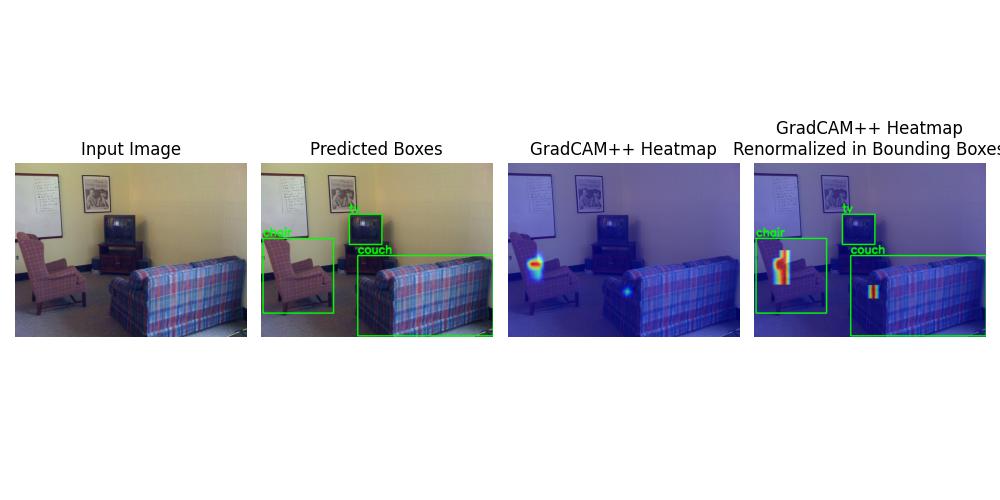 Input Image
Predicted Boxes
GradCAM++ Heatmap
GradCAM++ Heatmap
Renormalized in Bounding Boxes
tv
chair
couch
tv
chair
couch